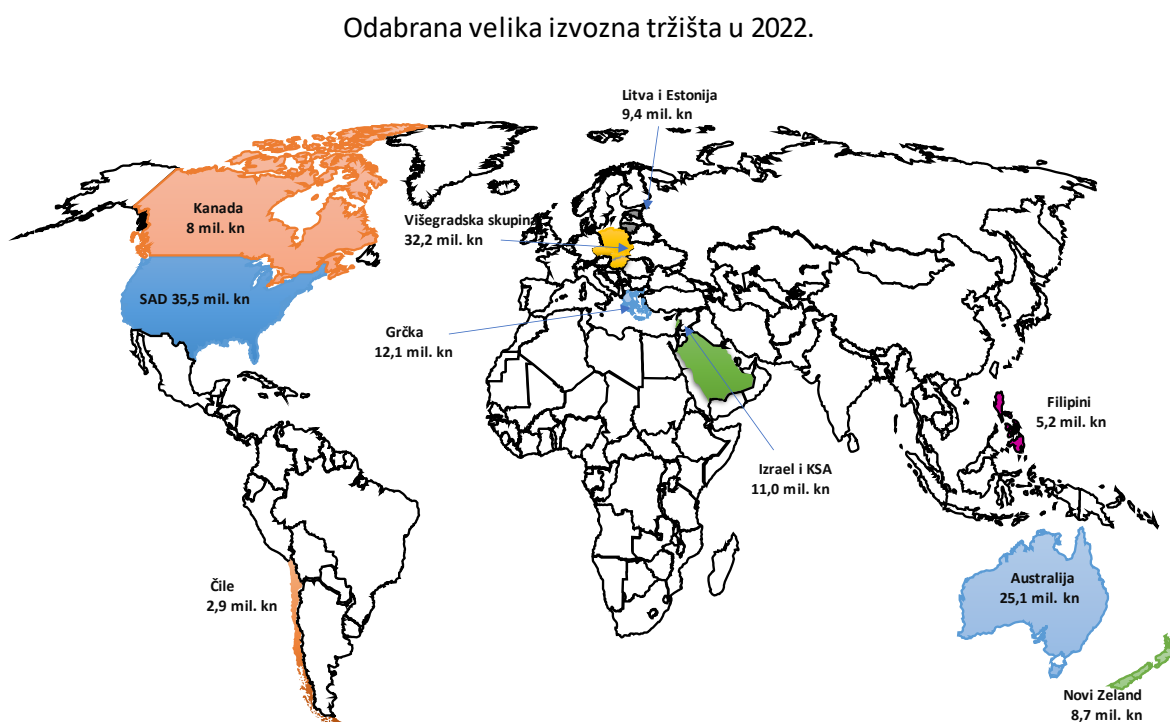 Odabrana velika izvozna tržišta u 2022.
Litva i Estonija
9,4 mil. kn
Kanada
8 mil. kn
Višegradska skupina
32,2 mil. kn
SAD 35,5 mil. kn
Grčka
12,1 mil. kn
Filipini
5,2 mil. kn
Izrael i KSA
11,0 mil. kn
Čile
2,9 mil. kn
Australija
25,1 mil. kn
Novi Zeland
8,7 mil. kn